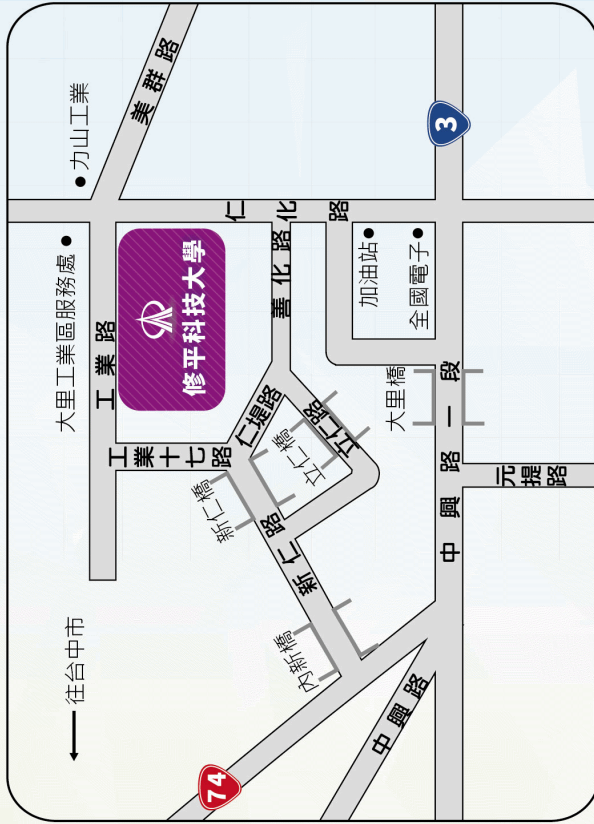 往台中市
大里工業區服務處
力山工業
工業路
美群路
修平科技大學
工業十七路
新仁橋
仁堤路
仁化路
善化路
立仁橋
立仁路
新仁路
內新橋
74
加油站
全國電子
大里橋
中興路
中興路一段
3
元提路